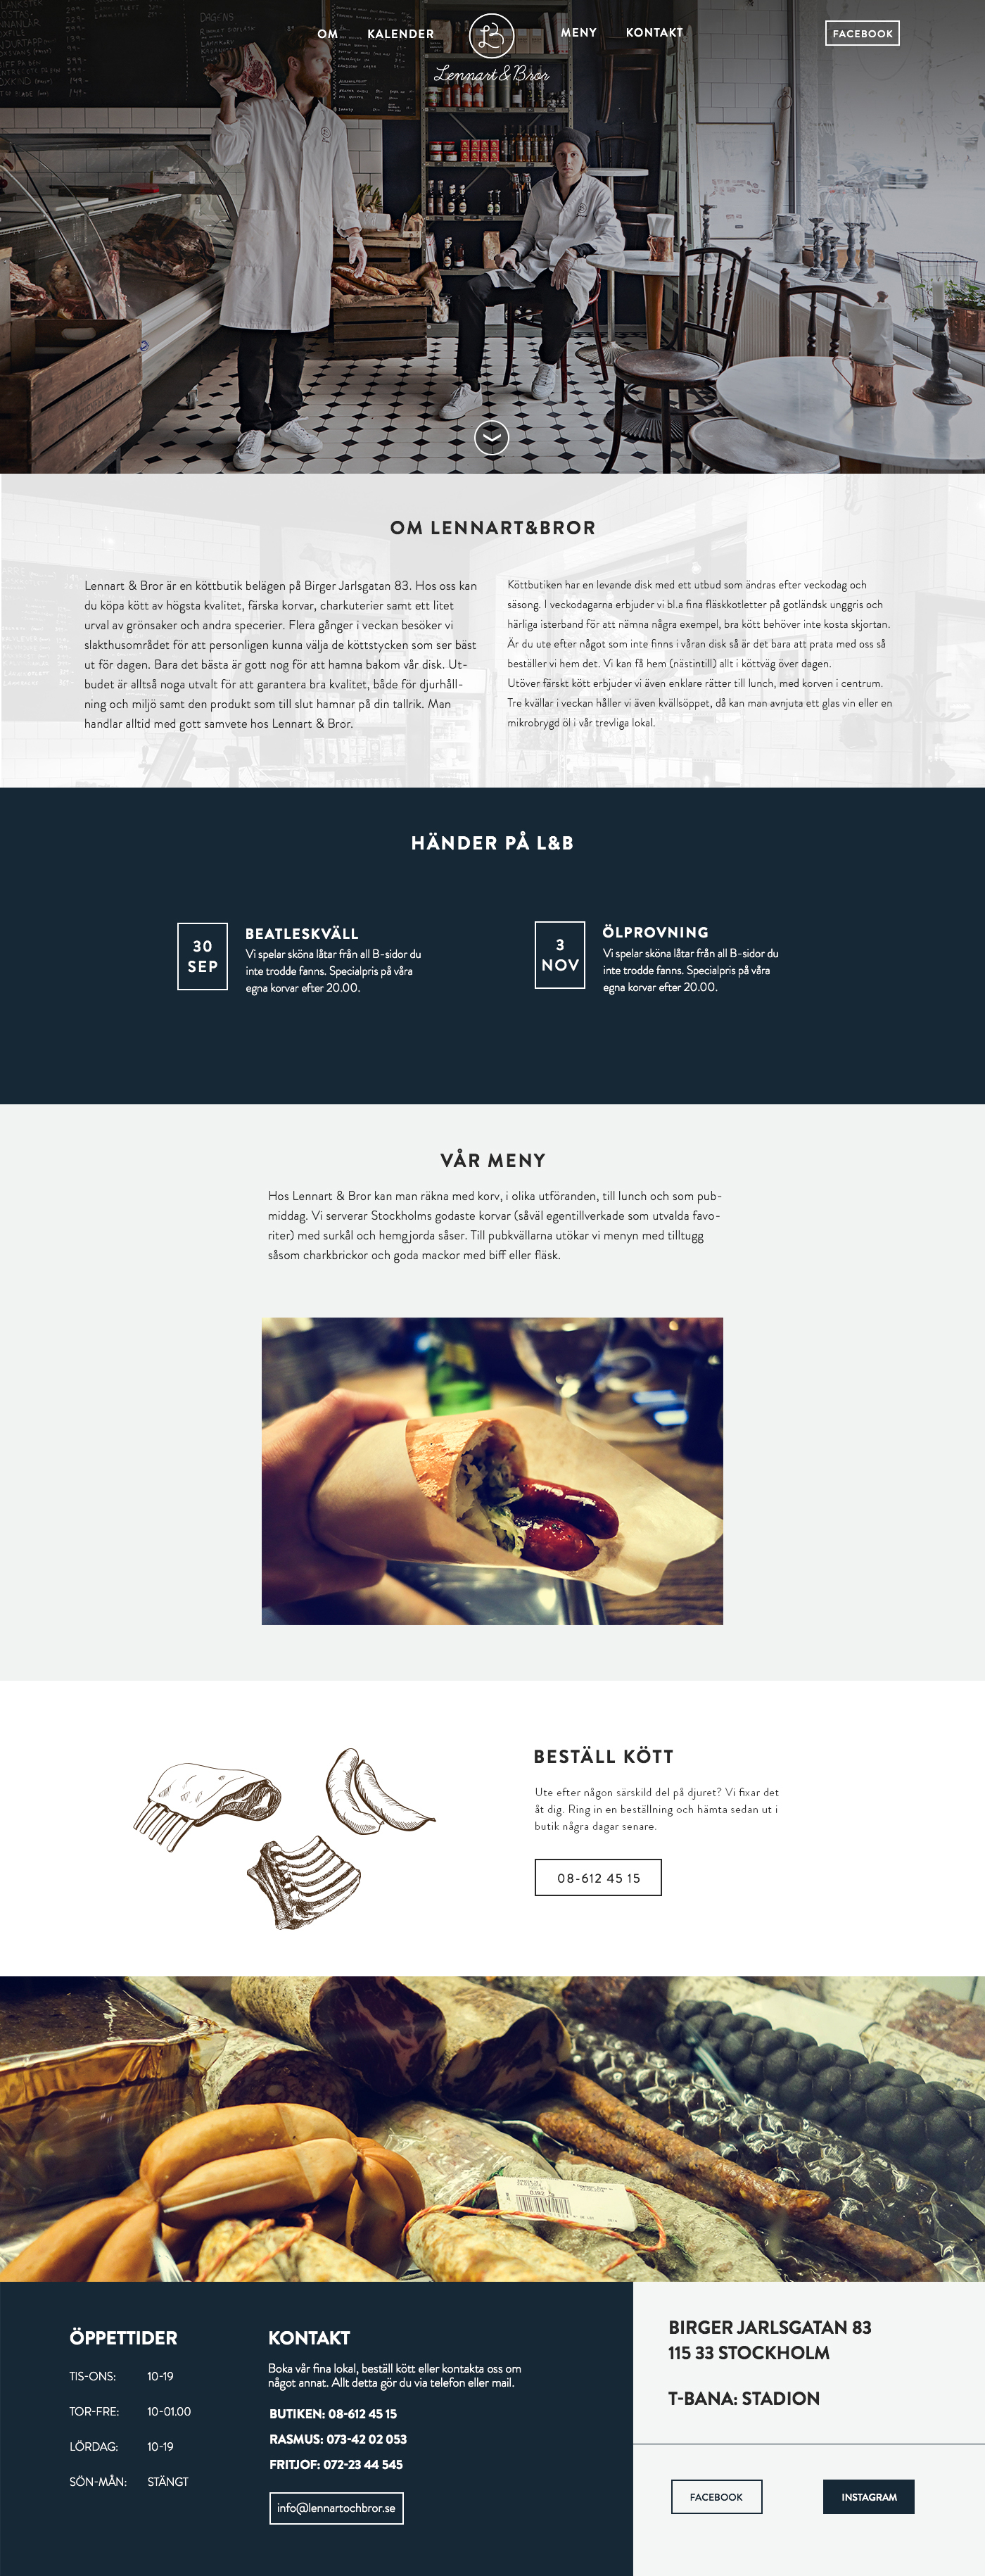 OM
KALENDER
Lennart & Bror
MENY
KONTAKT
FACEBOOK
DAGENS
OM LENNART&BROR
Lennart & Bror är en köttbutik belägen på Birger Jarlsgatan 83. Hos oss kan
du köpa kött av högsta kvalitet, färska korvar, charkuterier samt ett litet
urval av grönsaker och andra specerier. Flera gånger i veckan besöker vi
slakthusområdet för att personligen kunna välja de köttstycken som ser bäst
ut för dagen. Bara det bästa är gott nog för att hamna bakom vår disk. Ut-
budet är alltså noga utvalt för att garantera bra kvalitet, både för djurhåll-
ning och miljö samt den produkt som till slut hamnar på din tallrik. Man
handlar alltid med gott samvete hos Lennart & Bror.
Köttbutiken har en levande disk med ett utbud som ändras efter veckodag och
säsong. I veckodagarna erbjuder vi bl.a fina fläskkotletter på gotländsk unggris och
härliga isterband för att nämna några exempel, bra kött behöver inte kosta skjortan.
Är du ute efter något som inte finns i våran disk så är det bara att prata med oss så
beställer vi hem det. Vi kan få hem (nästintill) allt i köttväg över dagen.
Utöver färskt kött erbjuder vi även enklare rätter till lunch, med korven i centrum.
Tre kvällar i veckan håller vi även kvällsöppet, då kan man avnjuta ett glas vin eller en
mikrobrygd öl i vår trevliga lokal.
HÄNDER PÅ L&B
30
SEP
BEATLESKVÄLL
Vi spelar sköna låtar från all B-sidor du
inte trodde fanns. Specialpris på våra
egna korvar efter 20.00.
3
NOV
ÖLPROVNING
Vi spelar sköna låtar från all B-sidor du
inte trodde fanns. Specialpris på våra
egna korvar efter 20.00.
VÅR MENY
Hos Lennart & Bror kan man räkna med korv, i olika utföranden, till lunch och som pub-
middag. Vi serverar Stockholms godaste korvar (såväl egentillverkade som utvalda favo-
riter) med surkål och hemgjorda såser. Till pubkvällarna utökar vi menyn med tilltugg
såsom charkbrickor och goda mackor med biff eller fläsk.
BESTÄLL KÖTT
Ute efter någon särskild del på djuret? Vi fixar det
åt dig. Ring in en beställning och hämta sedan ut i
butik några dagar senare.
08-612 45 15
ÖPPETTIDER
TIS-ONS: 10-19
TOR-FRE: 10-01.00
LÖRDAG: 10-19
SÖN-MÅN: STÄNGT
KONTAKT
Boka vår fina lokal, beställ kött eller kontakta oss om
något annat. Allt detta gör du via telefon eller mail.
BUTIKEN: 08-612 45 15
RASMUS: 073-42 02 053
FRITJOF: 072-23 44 545
info@lennartochbror.se
BIRGER JARLSGATAN 83
115 33 STOCKHOLM
T-BANA: STADION
FACEBOOK
INSTAGRAM